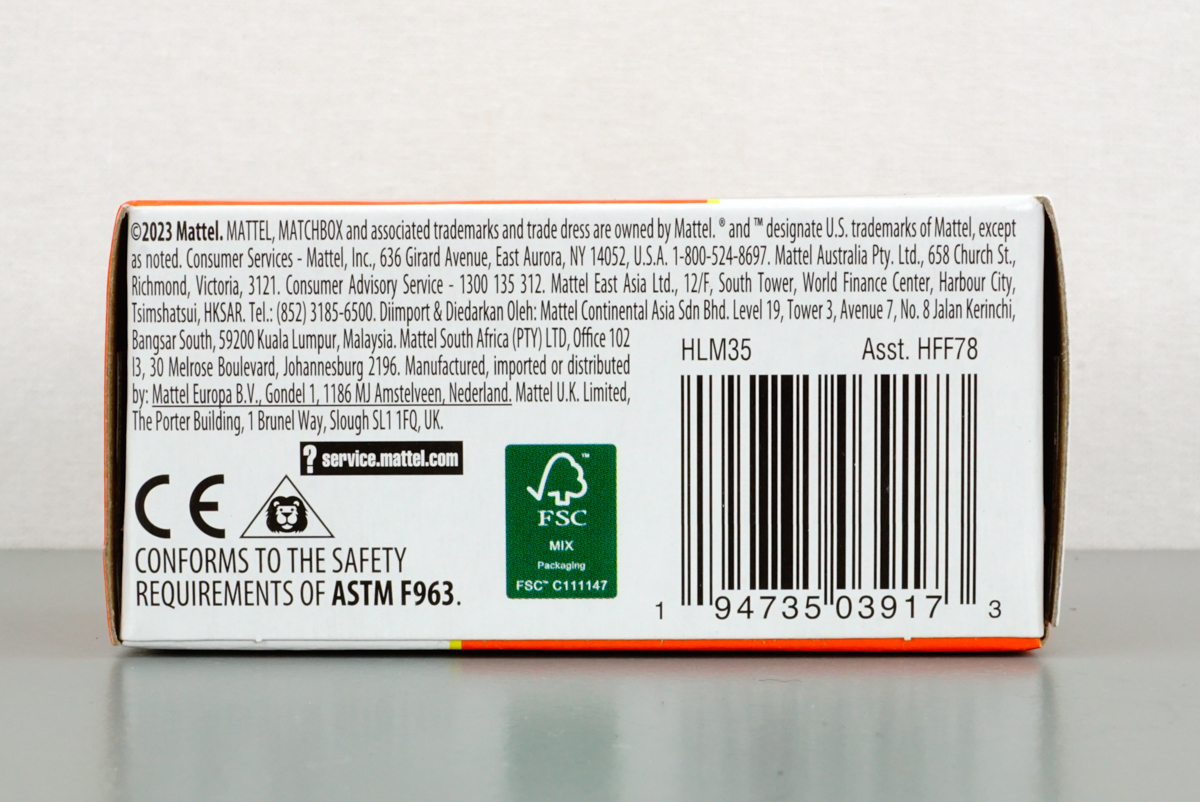 ©2023 Mattel. MATTEL, MATCHBOX and associated trademarks and trade dress are owned by Mattel. ® and ™ designate U.S. trademarks of Mattel, except
as noted. Consumer Services - Mattel, Inc., 636 Girard Avenue, East Aurora, NY 14052, U.S.A. 1-800-524-8697. Mattel Australia Pty. Ltd., 658 Church St.,
Richmond, Victoria, 3121. Consumer Advisory Service - 1300 135 312. Mattel East Asia Ltd., 12/F, South Tower, World Finance Center, Harbour City,
Tsimshatsui, HKSAR. Tel.: (852) 3185-6500. Diimport & Diedarkan Oleh: Mattel Continental Asia Sdn Bhd. Level 19, Tower 3, Avenue 7, No. 8 Jalan Kerinchi,
Bangsar South, 59200 Kuala Lumpur, Malaysia. Mattel South Africa (PTY) LTD, Office 102
I3, 30 Melrose Boulevard, Johannesburg 2196. Manufactured, imported or distributed
by: Mattel Europa B.V., Gondel 1, 1186 MJ Amstelveen, Nederland. Mattel U.K. Limited,
The Porter Building, 1 Brunel Way, Slough SL1 1FQ, UK.
? service.mattel.com
CE
CONFORMS TO THE SAFETY
REQUIREMENTS OF ASTM F963.
™
FSC
MIX
Packaging
FSC™ C111147
HLM35 Asst. HFF78
1 94735 03917 3